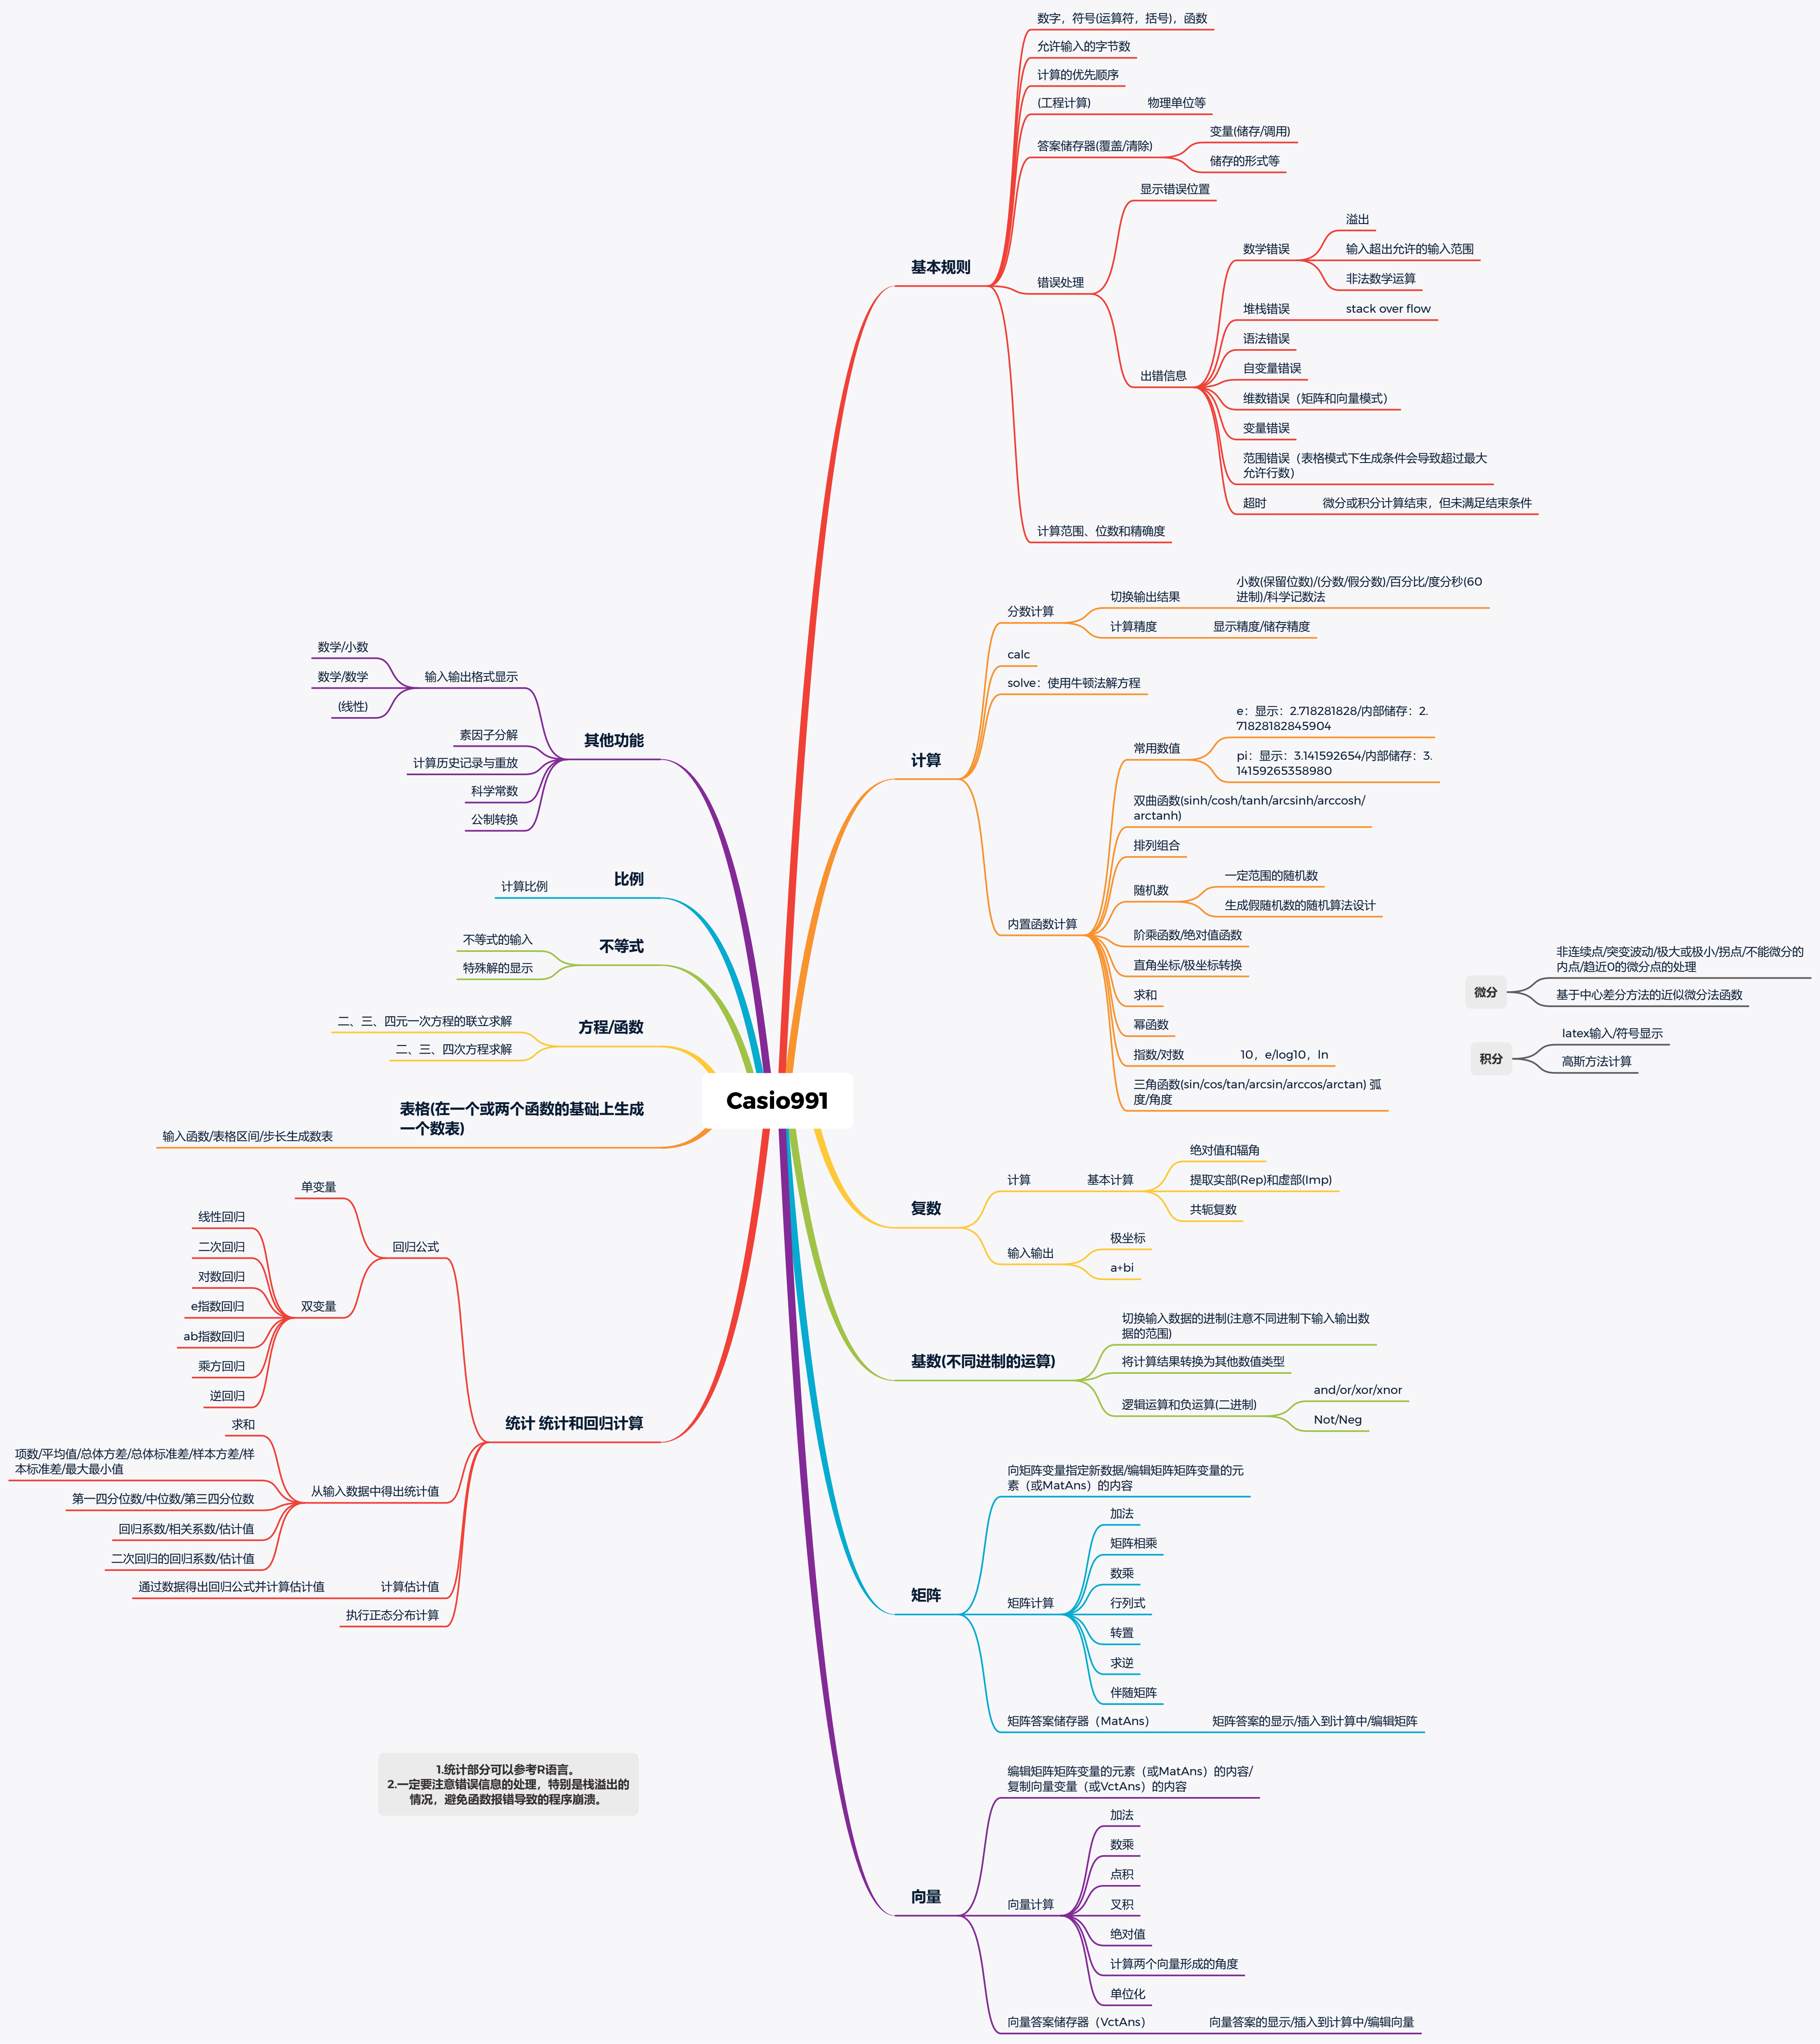 Casio991
基本规则
数字，符号(运算符，括号)，函数
允许输入的字节数
计算的优先顺序
(工程计算)
物理单位等
答案储存器(覆盖/清除)
变量(储存/调用)
储存的形式等
错误处理
显示错误位置
出错信息
数学错误
溢出
输入超出允许的输入范围
非法数学运算
堆栈错误
stack over flow
语法错误
自变量错误
维数错误（矩阵和向量模式）
变量错误
范围错误（表格模式下生成条件会导致超过最大
允许行数）
超时
微分或积分计算结束，但未满足结束条件
计算范围、位数和精确度
计算
分数计算
切换输出结果
小数(保留位数)/(分数/假分数)/百分比/度分秒(60
进制)/科学记数法
计算精度
显示精度/储存精度
calc
solve：使用牛顿法解方程
内置函数计算
常用数值
e：显示：2.718281828/内部储存：2.
71828182845904
pi：显示：3.141592654/内部储存：3.
14159265358980
双曲函数(sinh/cosh/tanh/arcsinh/arccosh/
arctanh)
排列组合
随机数
一定范围的随机数
生成假随机数的随机算法设计
阶乘函数/绝对值函数
直角坐标/极坐标转换
求和
幂函数
指数/对数
10，e/log10，In
三角函数(sin/cos/tan/arcsin/arccos/arctan) 弧
度/角度
微分
非连续点/突变波动/极大或极小/拐点/不能微分的
内点/趋近0的微分点的处理
基于中心差分方法的近似微分法函数
积分
latex输入/符号显示
高斯方法计算
复数
计算
基本计算
绝对值和辐角
提取实部(Rep)和虚部(Imp)
共轭复数
输入输出
极坐标
a+bi
基数(不同进制的运算)
切换输入数据的进制(注意不同进制下输入输出数
据的范围)
将计算结果转换为其他数值类型
逻辑运算和负运算(二进制)
and/or/xor/xnor
Not/Neg
矩阵
向矩阵变量指定新数据/编辑矩阵矩阵变量的元
素（或MatAns）的内容
矩阵计算
加法
矩阵相乘
数乘
行列式
转置
求逆
伴随矩阵
矩阵答案储存器（MatAns）
矩阵答案的显示/插入到计算中/编辑矩阵
向量
编辑矩阵矩阵变量的元素（或MatAns）的内容/
复制向量变量（或VctAns）的内容
向量计算
加法
数乘
点积
叉积
绝对值
计算两个向量形成的角度
单位化
向量答案储存器（VctAns）
向量答案的显示/插入到计算中/编辑向量
其他功能
输入输出格式显示
数学/小数
数学/数学
(线性)
素因子分解
计算历史记录与重放
科学常数
公制转换
比例
计算比例
不等式
不等式的输入
特殊解的显示
方程/函数
二、三、四元一次方程的联立求解
二、三、四次方程求解
表格(在一个或两个函数的基础上生成
一个数表)
输入函数/表格区间/步长生成数表
统计 统计和回归计算
回归公式
单变量
双变量
线性回归
二次回归
对数回归
e指数回归
ab指数回归
乘方回归
逆回归
从输入数据中得出统计值
求和
项数/平均值/总体方差/总体标准差/样本方差/样
本标准差/最大最小值
第一四分位数/中位数/第三四分位数
回归系数/相关系数/估计值
二次回归的回归系数/估计值
计算估计值
通过数据得出回归公式并计算估计值
执行正态分布计算
1.统计部分可以参考R语言。
2.一定要注意错误信息的处理，特别是栈溢出的
情况，避免函数报错导致的程序崩溃。